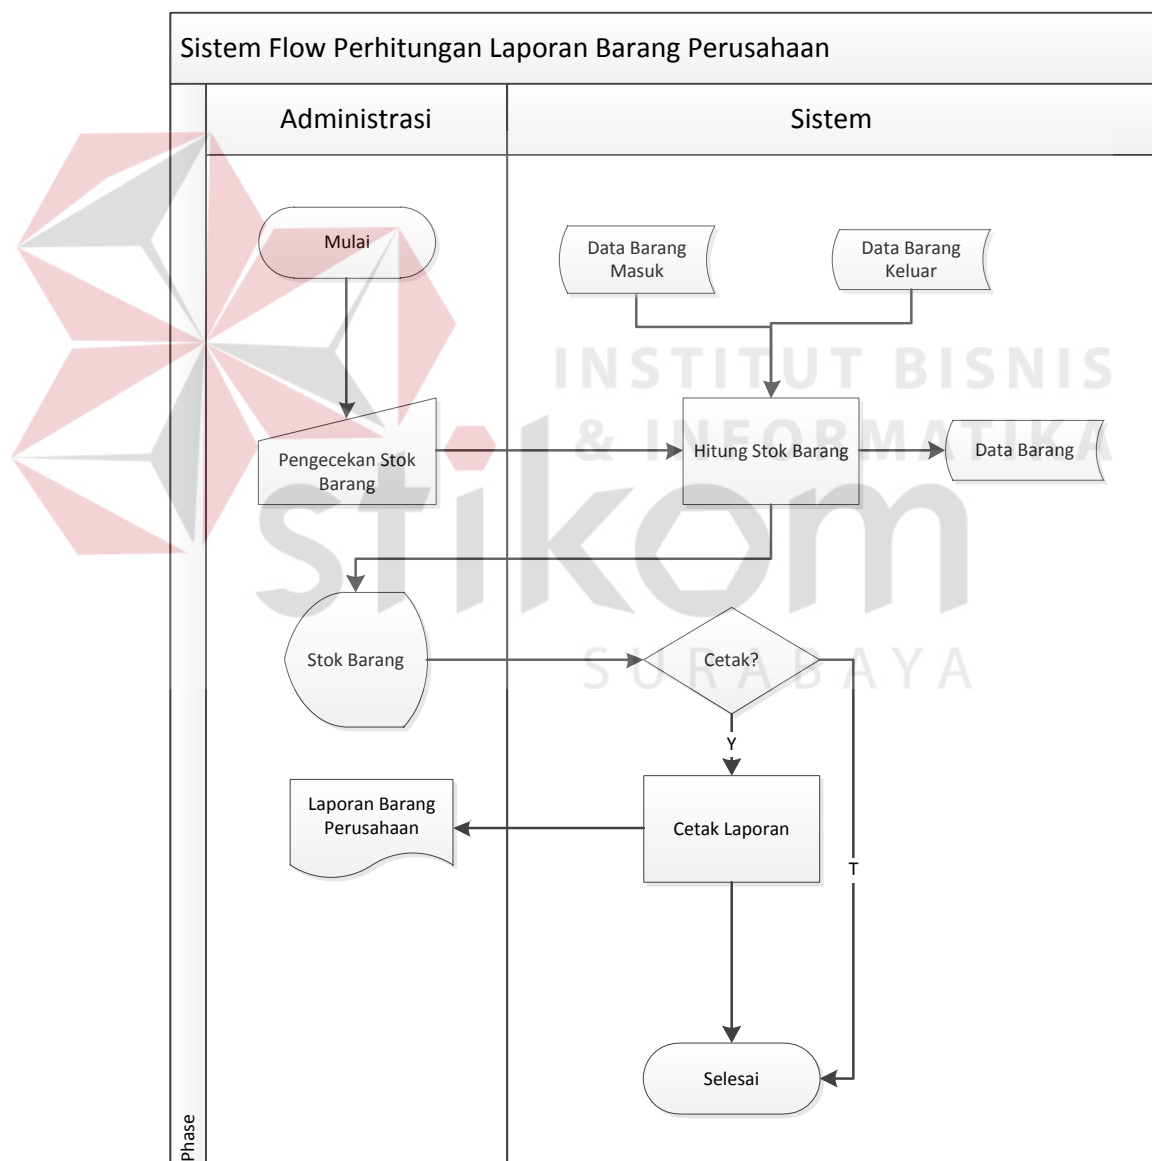 Sistem Flow Perhitungan Laporan Barang Perusahaan
Administrasi
Sistem
Mulai
Data Barang
Masuk
Data Barang
Keluar
INSTITUT BISNIS
& INFORMATIKA
Pengecekan Stok
Barang
Hitung Stok Barang
Data Barang
stikom
SURABAYA
Stok Barang
Cetak?
Y
Laporan Barang
Perusahaan
Cetak Laporan
T
Selesai
Phase